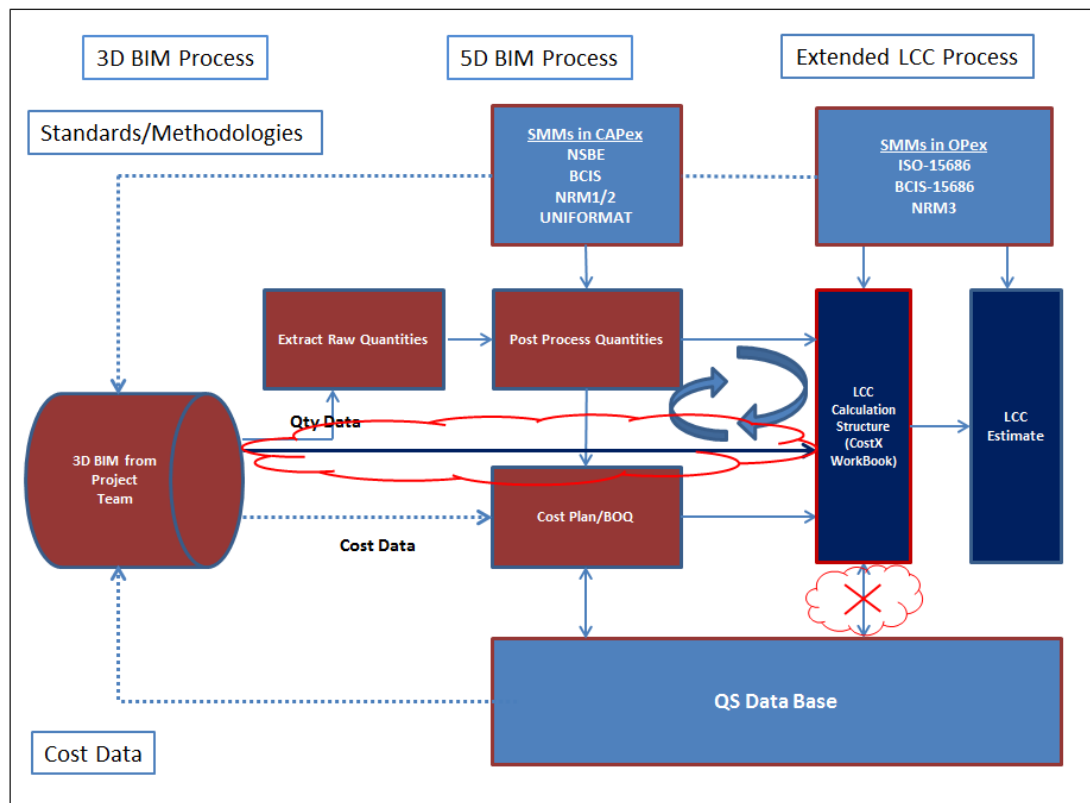 3D BIM Process
5D BIM Process
Extended LCC Process
Standards/Methodologies
SMMs in CAPex
NSBE
BCIS
NRM1/2
UNIFORMAT
SMMs in OPex
ISO-15686
BCIS-15686
NRM3
Extract Raw Quantities
Post Process Quantities
Qty Data
3D BIM from
Project
Team
Cost Data
Cost Plan/BOQ
LCC
Calculation
Structure
(CostX
WorkBook)
LCC
Estimate
QS Data Base
Cost Data